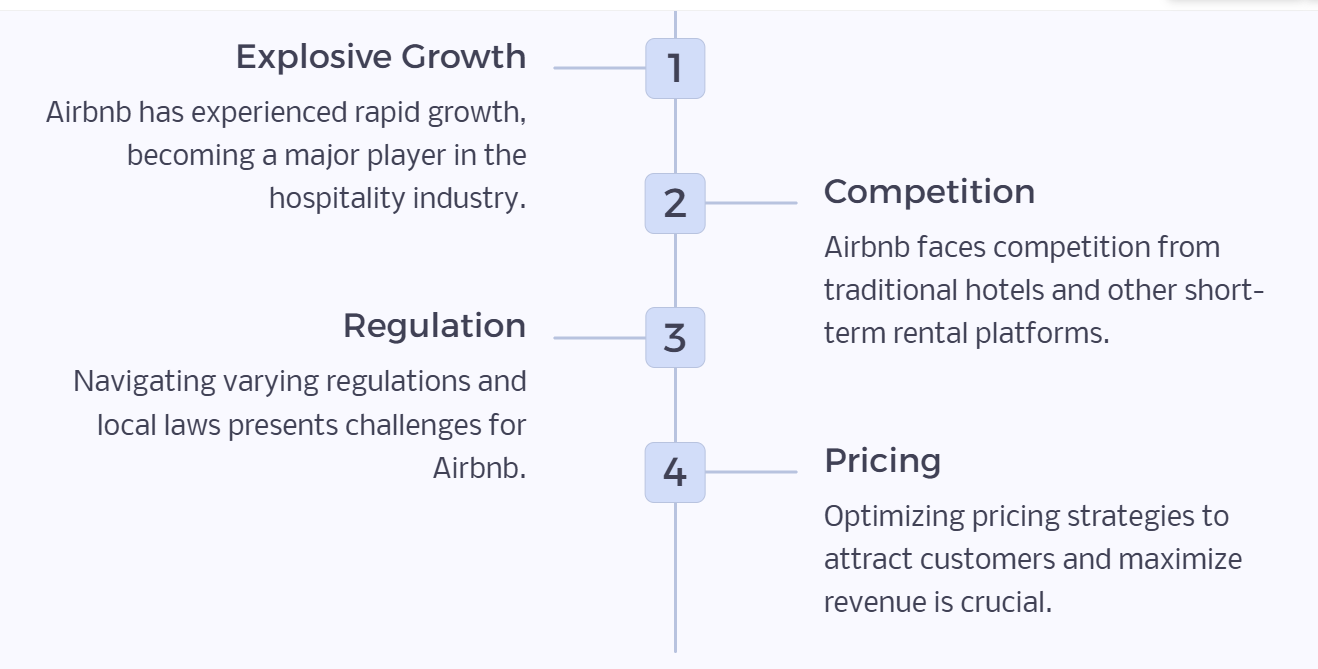 Explosive Growth
1
Airbnb has experienced rapid growth,
becoming a major player in the
hospitality industry.
2
Competition
Airbnb faces competition from
traditional hotels and other short-
term rental platforms.
Regulation
3
Navigating varying regulations and
local laws presents challenges for
Airbnb.
4
Pricing
Optimizing pricing strategies to
attract customers and maximize
revenue is crucial.